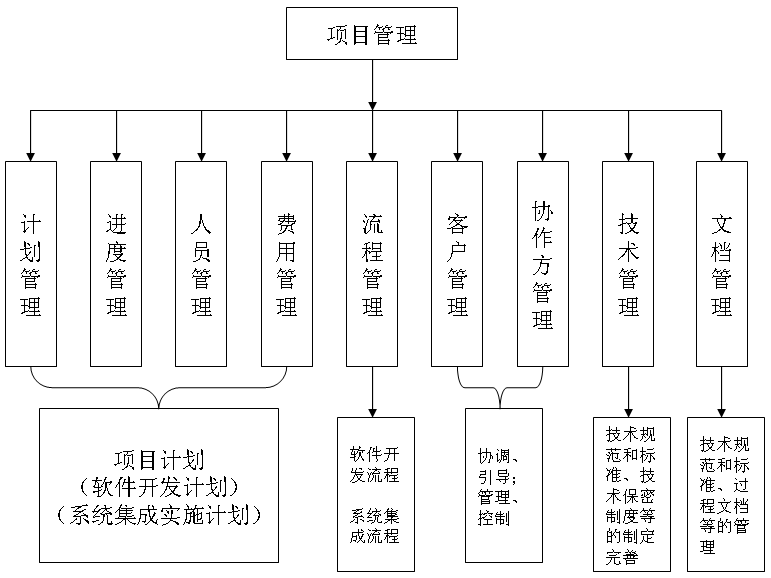 项目管理
计划管理
进度管理
人员管理
费用管理
流程管理
客户管理
协作方管理
技术管理
文档管理
项目计划
（软件开发计划）
（系统集成实施计划）
软件开
发流程
系统集
成流程
协调、
引导；
管理、
控制
技术规
范和标
准、技
术保密
制度等
的制定
完善
技术规
范和标
准、过
程文档
等的管
理